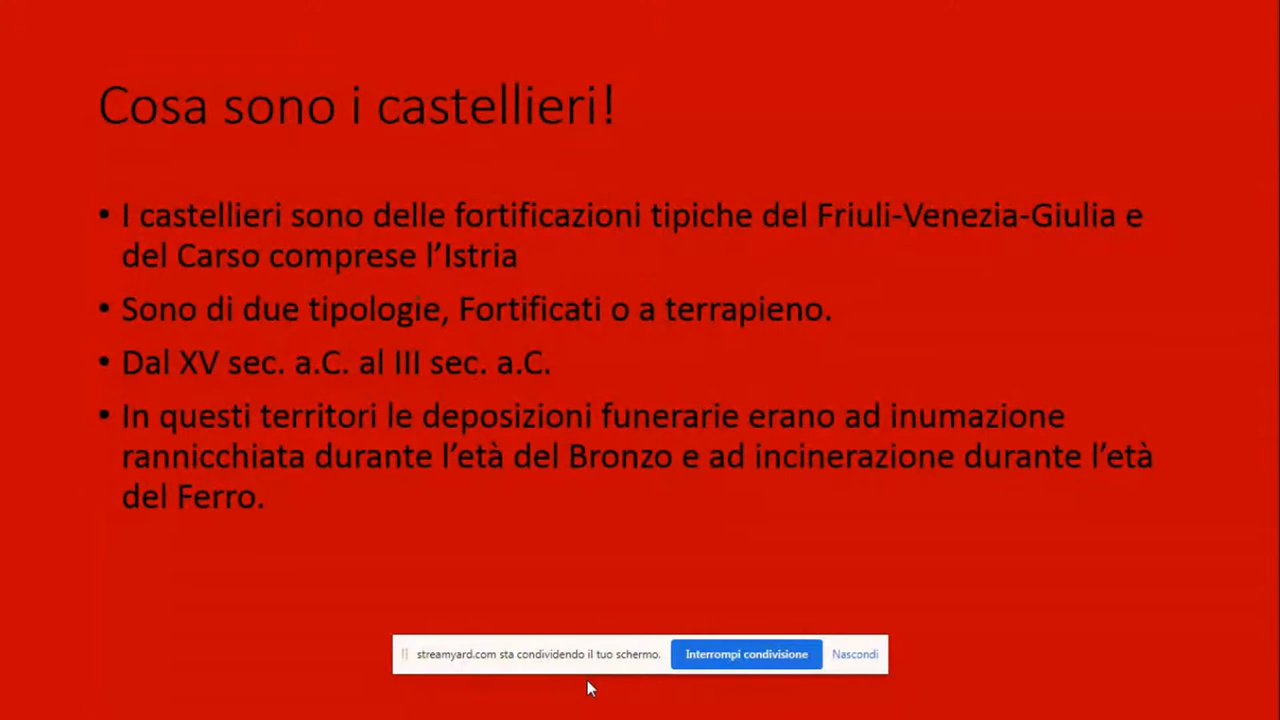 Cosa sono i castellieri!
• I castellieri sono delle fortificazioni tipiche del Friuli-Venezia-Giulia e
del Carso comprese l’Istria
• Sono di due tipologie, Fortificati o a terrapieno.
• Dal XV sec. a.C. al III sec. a.C.
• In questi territori le deposizioni funerarie erano ad inumazione
rannicchiata durante l’età del Bronzo e ad incinerazione durante l’età
del Ferro.
streamyard.com sta condividendo il tuo schermo. Interrompi condivisione Nascondi